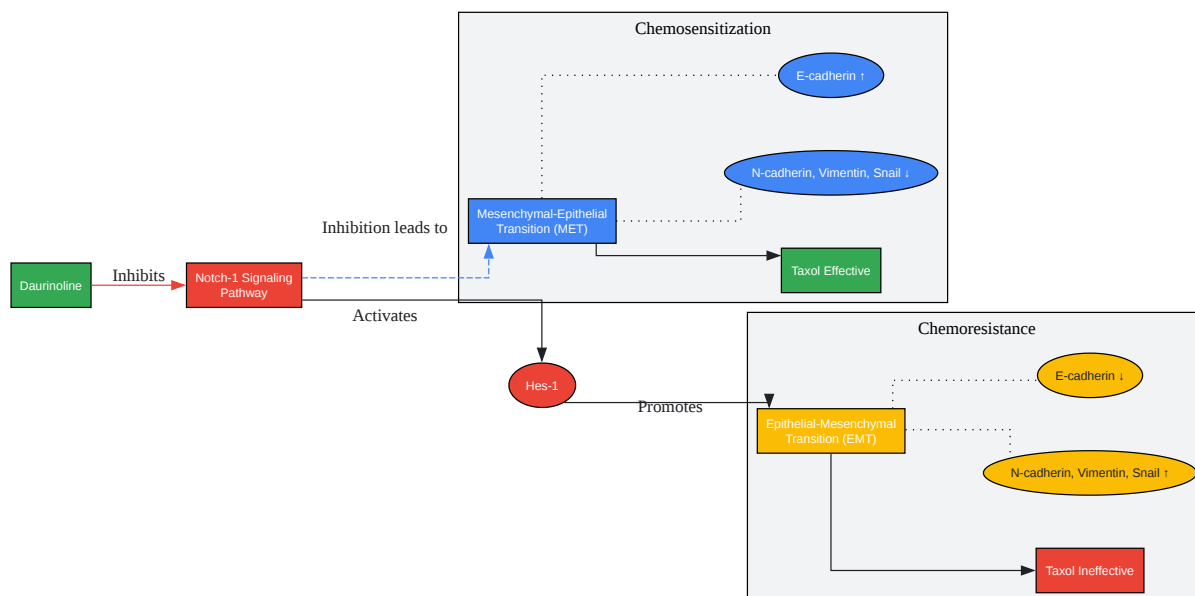 Chemosensitization
E-cadherin ↑
N-cadherin, Vimentin, Snail ↓
Mesenchymal-Epithelial
Transition (MET)
Inhibition leads to
Taxol Effective
Daurinoline
Inhibits
Notch-1 Signaling
Pathway
Activates
Chemoresistance
E-cadherin ↓
Hes-1
Promotes
Epithelial-Mesenchymal
Transition (EMT)
N-cadherin, Vimentin, Snail ↑
Taxol Ineffective